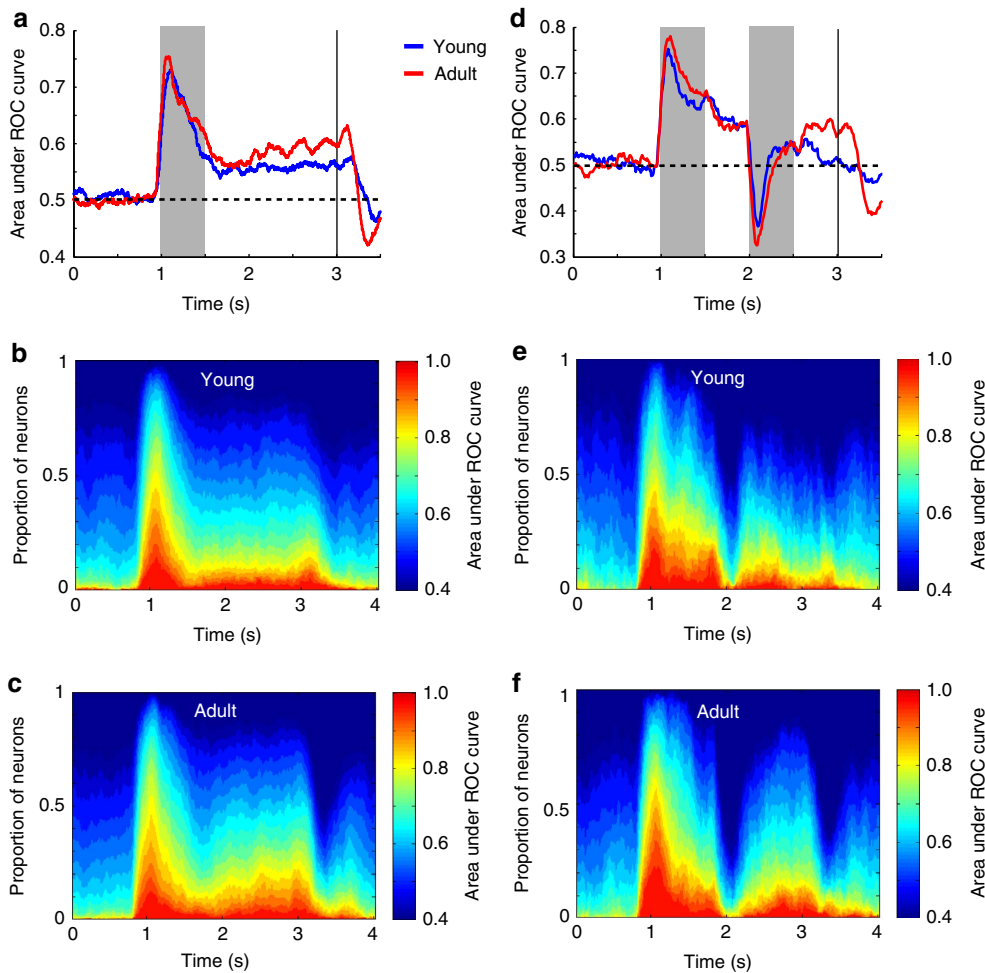 a
0.8
0.7
0.6
0.5
0.4
Area under ROC curve
0 1 2 3
Time (s)
Young
Adult
d
0.8
0.7
0.6
0.5
0.4
0.3
Area under ROC curve
0 1 2 3
Time (s)
b
1
0.5
0
Proportion of neurons
Young
0 1 2 3 4
Time (s)
1.0
0.8
0.6
0.4
Area under ROC curve
e
1
0.5
0
Proportion of neurons
Young
0 1 2 3 4
Time (s)
1.0
0.8
0.6
0.4
Area under ROC curve
c
1
0.5
0
Proportion of neurons
Adult
0 1 2 3 4
Time (s)
1.0
0.8
0.6
0.4
Area under ROC curve
f
1
0.5
0
Proportion of neurons
Adult
0 1 2 3 4
Time (s)
1.0
0.8
0.6
0.4
Area under ROC curve